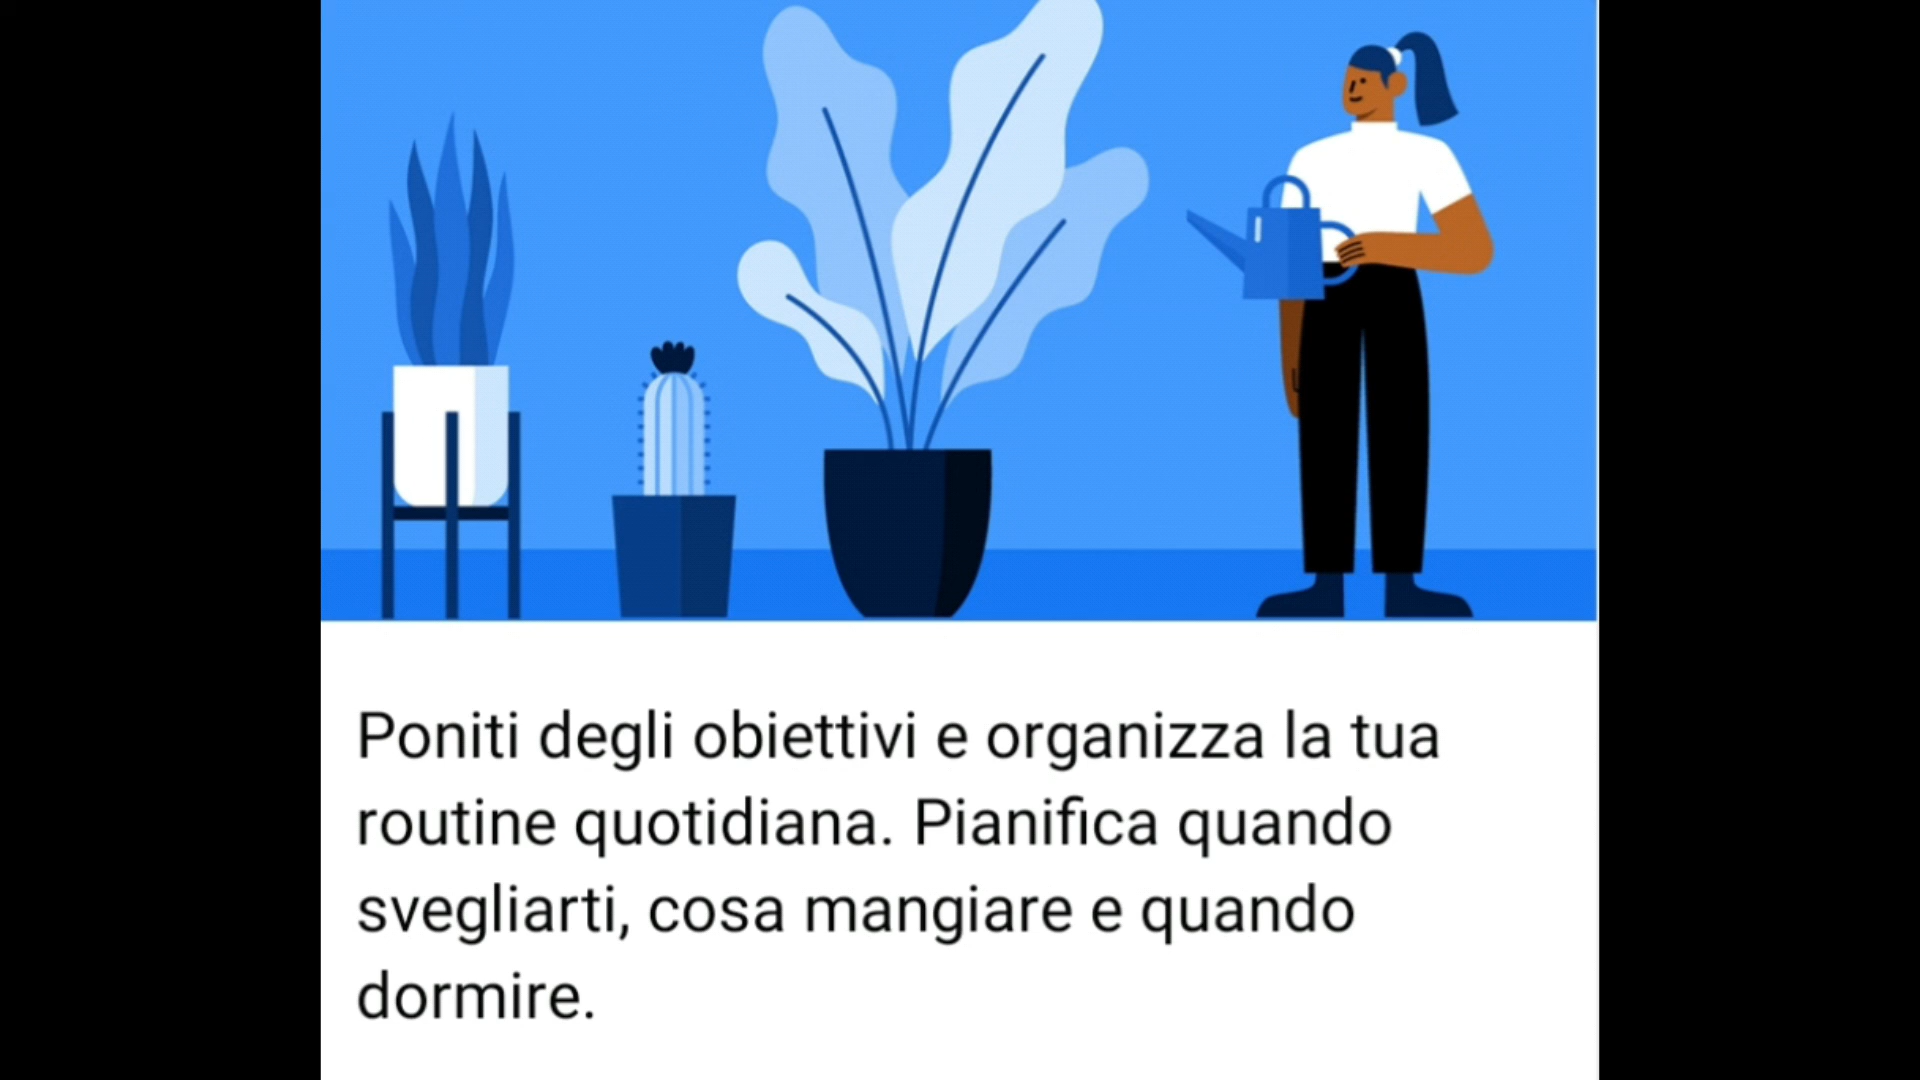 Poniti degli obiettivi e organizza la tua
routine quotidiana. Pianifica quando
svegliarti, cosa mangiare e quando
dormire.